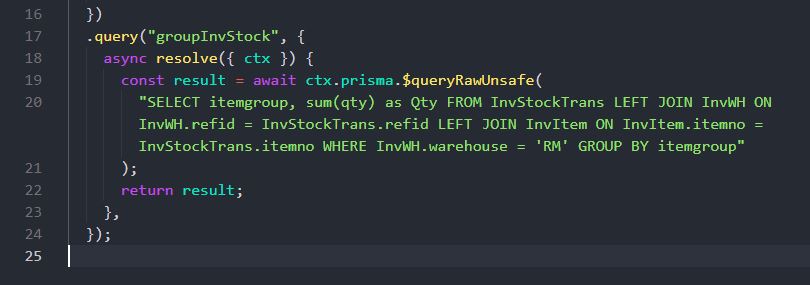 16 })
17 .query("groupInvStock", {
18 async resolve({ ctx }) {
19 const result = await ctx.prisma.$queryRawUnsafe(
20 "SELECT itemgroup, sum(qty) as Qty FROM InvStockTrans LEFT JOIN InvWH ON
InvWH.refid = InvStockTrans.refid LEFT JOIN InvItem ON InvItem.itemno =
InvStockTrans.itemno WHERE InvWH.warehouse = 'RM' GROUP BY itemgroup"
21 );
22 return result;
23 },
24 });
25